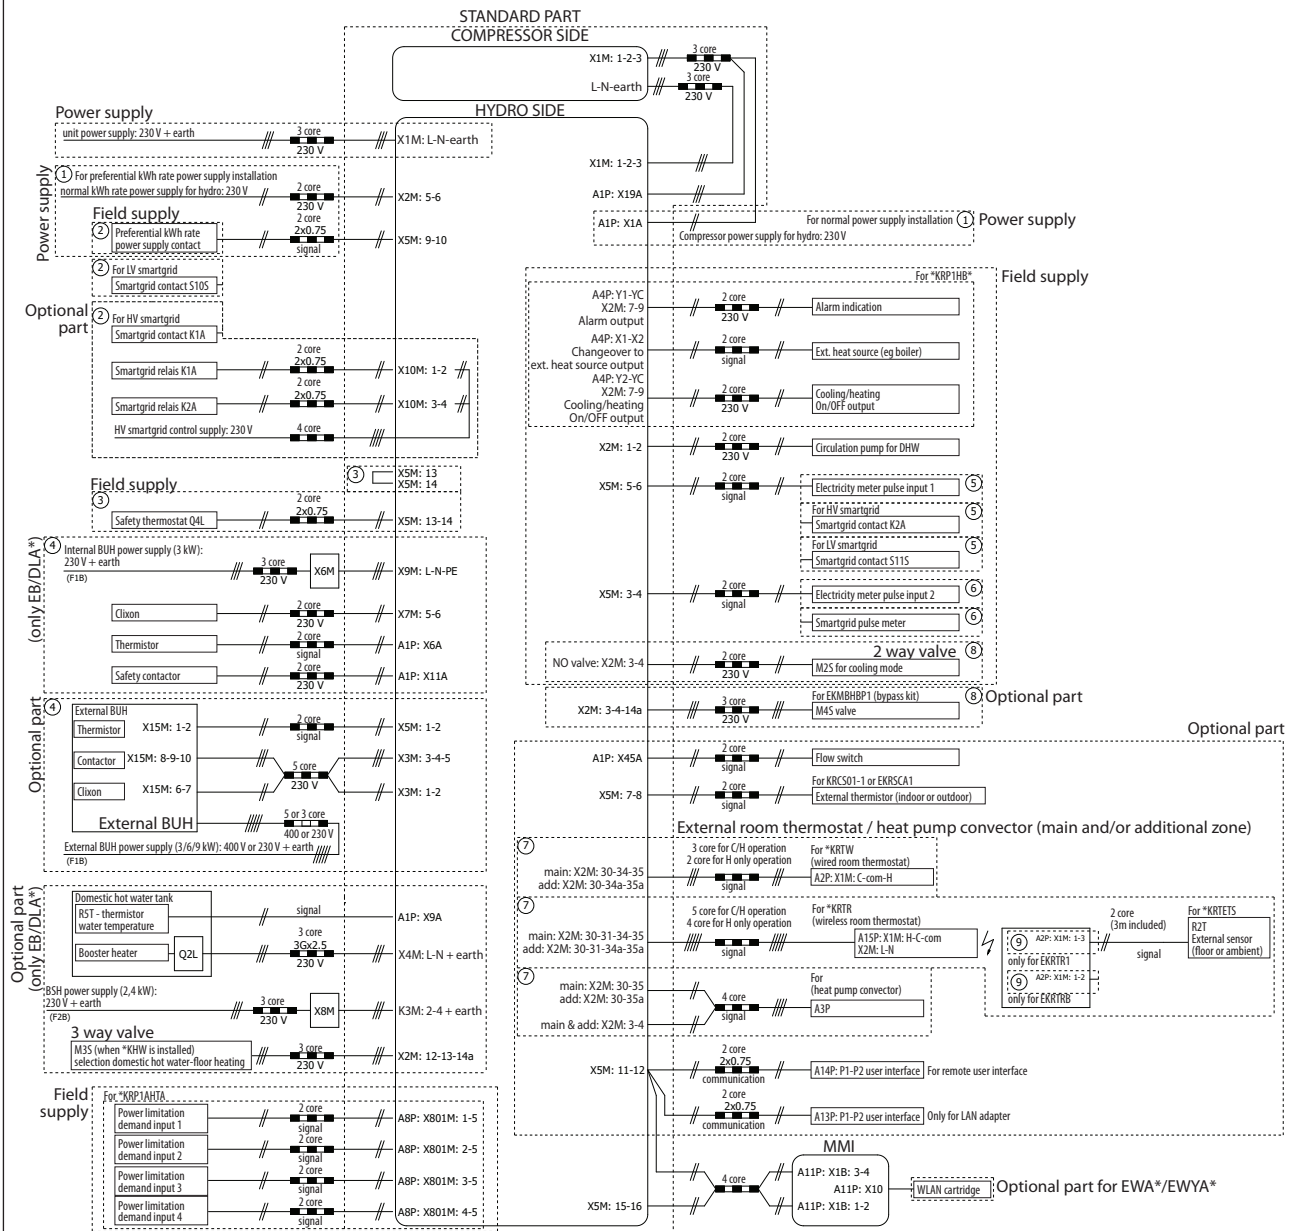 STANDARD PART
COMPRESSOR SIDE
X1M: 1-2-3
3 core
230 V
L-N-earth
3 core
230 V
HYDRO SIDE
Power supply
unit power supply: 230 V + earth
3 core
230 V
X1M: L-N-earth
X1M: 1-2-3
Power supply
1 For preferential kWh rate power supply installation
normal kWh rate power supply for hydro: 230 V
2 core
230 V
X2M: 5-6
A1P: X19A
Field supply
2 Preferential kWh rate
power supply contact
2 core
2x0.75
signal
X5M: 9-10
A1P: X1A
For normal power supply installation 1 Power supply
Compressor power supply for hydro: 230 V
2 For LV smartgrid
Smartgrid contact S10S
Optional
part
2 For HV smartgrid
Smartgrid contact K1A
Smartgrid relais K1A
2 core
2x0.75
X10M: 1-2
Smartgrid relais K2A
2 core
2x0.75
X10M: 3-4
HV smartgrid control supply: 230 V
4 core
3
X5M: 13
X5M: 14
Field supply
3
Safety thermostat Q4L
2 core
2x0.75
X5M: 13-14
(only EB/DLA*)
4 Internal BUH power supply (3 kW):
230 V + earth
(F1B)
3 core
230 V
X6M
X9M: L-N-PE
Clixon
2 core
230 V
X7M: 5-6
Thermistor
2 core
signal
A1P: X6A
Safety contactor
2 core
230 V
A1P: X11A
Optional part
4
External BUH
Thermistor
X15M: 1-2
2 core
signal
X5M: 1-2
Contactor
X15M: 8-9-10
5 core
230 V
X3M: 3-4-5
Clixon
X15M: 6-7
X3M: 1-2
External BUH
5 or 3 core
400 or 230 V
External BUH power supply (3/6/9 kW): 400 V or 230 V + earth
(F1B)
Optional part
(only EB/DLA*)
Domestic hot water tank
R5T - thermistor
water temperature
signal
A1P: X9A
Booster heater
Q2L
3 core
3Gx2.5
230 V
X4M: L-N + earth
BSH power supply (2,4 kW):
230 V + earth
(F2B)
3 core
230 V
X8M
K3M: 2-4 + earth
3 way valve
M3S (when *KHW is installed)
selection domestic hot water-floor heating
3 core
230 V
X2M: 12-13-14a
Field
supply
For *KRP1AHTA
Power limitation
demand input 1
2 core
signal
A8P: X801M: 1-5
Power limitation
demand input 2
2 core
signal
A8P: X801M: 2-5
Power limitation
demand input 3
2 core
signal
A8P: X801M: 3-5
Power limitation
demand input 4
2 core
signal
A8P: X801M: 4-5
For *KRP1HB*
Field supply
A4P: Y1-YC
X2M: 7-9
Alarm output
2 core
230 V
Alarm indication
A4P: X1-X2
Changeover to
ext. heat source output
2 core
signal
Ext. heat source (eg boiler)
A4P: Y2-YC
X2M: 7-9
Cooling/heating
On/OFF output
2 core
230 V
Cooling/heating
On/OFF output
X2M: 1-2
2 core
230 V
Circulation pump for DHW
X5M: 5-6
2 core
signal
Electricity meter pulse input 1
5
For HV smartgrid
Smartgrid contact K2A
5
For LV smartgrid
Smartgrid contact S11S
5
X5M: 3-4
2 core
signal
Electricity meter pulse input 2
6
Smartgrid pulse meter
6
2 way valve 8
NO valve: X2M: 3-4
2 core
230 V
M2S for cooling mode
X2M: 3-4-14a
3 core
230 V
For EKMBHBP1 (bypass kit)
M4S valve
8 Optional part
Optional part
A1P: X45A
2 core
signal
Flow switch
X5M: 7-8
2 core
signal
For KRCS01-1 or EKRSCA1
External thermistor (indoor or outdoor)
External room thermostat / heat pump convector (main and/or additional zone)
7
main: X2M: 30-34-35
add: X2M: 30-34a-35a
3 core for C/H operation
2 core for H only operation
signal
For *KRTW
(wired room thermostat)
A2P: X1M: C-com-H
7
main: X2M: 30-31-34-35
add: X2M: 30-31-34a-35a
5 core for C/H operation
4 core for H only operation
signal
For *KRTR
(wireless room thermostat)
A15P: X1M: H-C-com
X2M: L-N
9 A2P: X1M: 1-3
only for EKRTR1
9 A2P: X1M: 1-2
only for EKRTRB
2 core
(3m included)
signal
For *KRTETS
R2T
External sensor
(floor or ambient)
7
main: X2M: 30-35
add: X2M: 30-35a
main & add: X2M: 3-4
4 core
signal
For
(heat pump convector)
A3P
X5M: 11-12
2 core
2x0.75
communication
A14P: P1-P2 user interface
For remote user interface
2 core
2x0.75
communication
A13P: P1-P2 user interface
Only for LAN adapter
MMI
X5M: 15-16
4 core
A11P: X1B: 3-4
A11P: X10
A11P: X1B: 1-2
WLAN cartridge
Optional part for EWA*/EWYA*